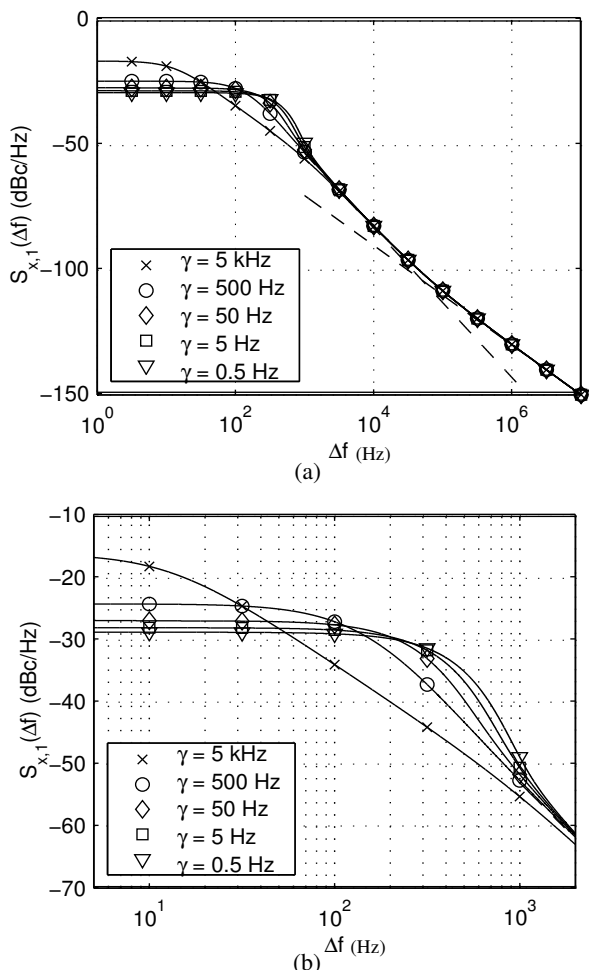 0
−50
−100
−150
S_{x,1}(Δf) (dBc/Hz)
γ = 5 kHz
γ = 500 Hz
γ = 50 Hz
γ = 5 Hz
γ = 0.5 Hz
10^0 10^2 10^4 10^6
Δf (Hz)
(a)
−10
−20
−30
−40
−50
−60
−70
S_{x,1}(Δf) (dBc/Hz)
γ = 5 kHz
γ = 500 Hz
γ = 50 Hz
γ = 5 Hz
γ = 0.5 Hz
10^1 10^2 10^3
Δf (Hz)
(b)